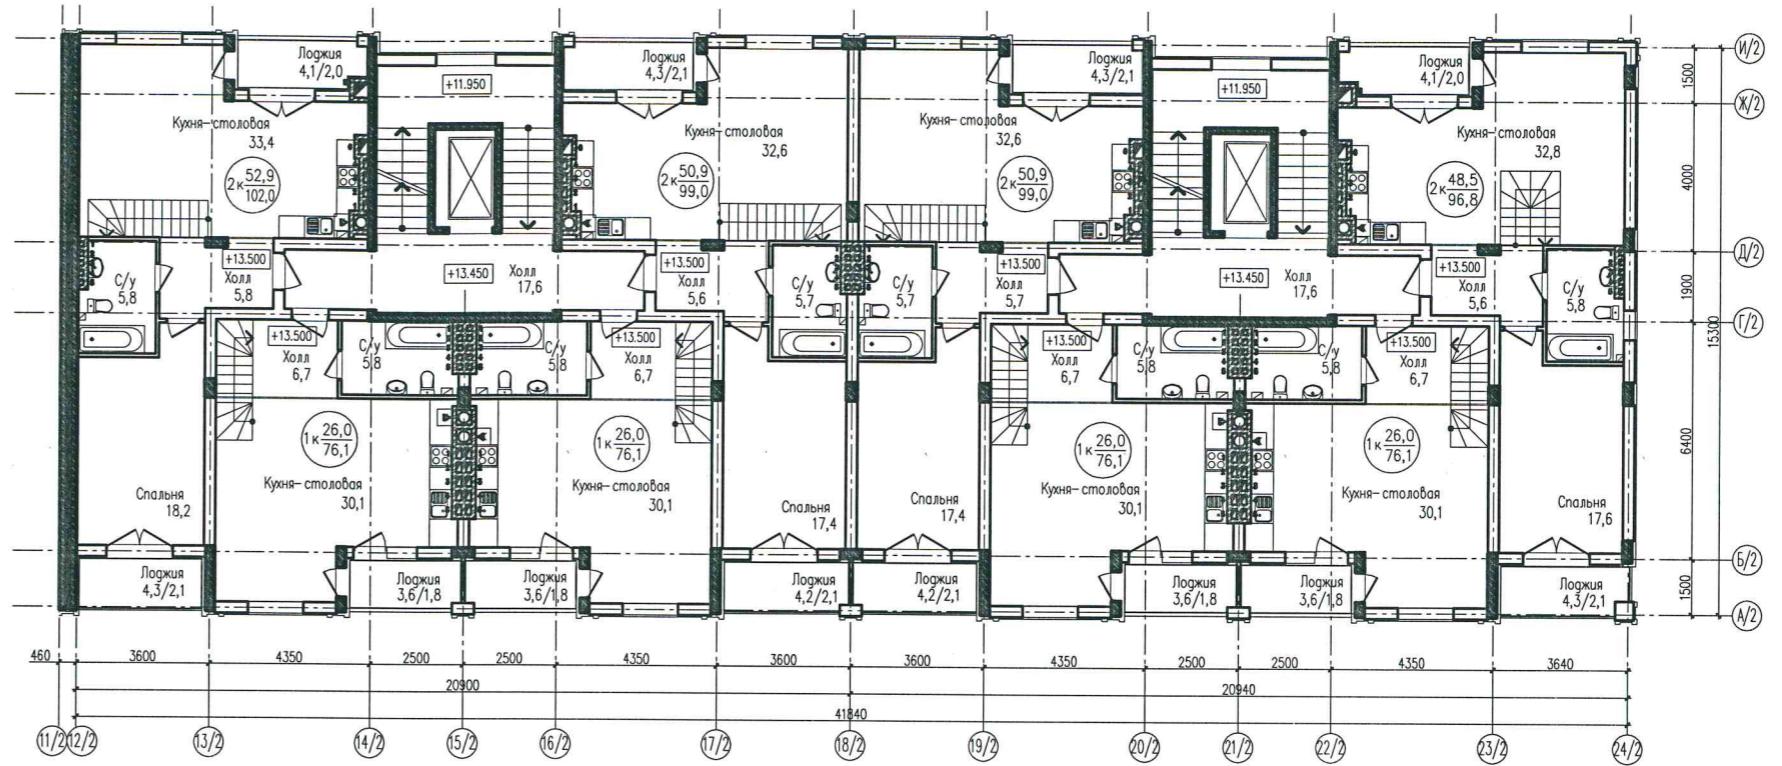 Лоджия
4,1/2,0
+11.950
Лоджия
4,3/2,1
Лоджия
4,3/2,1
+11.950
Лоджия
4,1/2,0
И/2
1500
Ж/2
Кухня-столовая
33,4
Кухня-столовая
32,6
Кухня-столовая
32,6
Кухня-столовая
32,8
2 к 52,9
102,0
2 к 50,9
99,0
2 к 50,9
99,0
2 к 48,5
96,8
4000
Д/2
С/у
5,8
+13.500
Холл
5,8
+13.450
Холл
17,6
+13.500
Холл
5,6
С/у
5,7
С/у
5,7
+13.500
Холл
5,7
+13.450
Холл
17,6
+13.500
Холл
5,6
С/у
5,8
1900
Г/2
15300
+13.500
Холл
6,7
С/у
5,8
С/у
5,8
+13.500
Холл
6,7
+13.500
Холл
6,7
С/у
5,8
С/у
5,8
+13.500
Холл
6,7
1 к 26,0
76,1
1 к 26,0
76,1
1 к 26,0
76,1
1 к 26,0
76,1
6400
Спальня
18,2
Кухня-столовая
30,1
Кухня-столовая
30,1
Спальня
17,4
Спальня
17,4
Кухня-столовая
30,1
Кухня-столовая
30,1
Спальня
17,6
Б/2
Лоджия
4,3/2,1
Лоджия
3,6/1,8
Лоджия
3,6/1,8
Лоджия
4,2/2,1
Лоджия
4,2/2,1
Лоджия
3,6/1,8
Лоджия
3,6/1,8
Лоджия
4,3/2,1
1500
А/2
460 3600 4350 2500 2500 4350 3600 3600 4350 2500 2500 4350 3640
20900 20940
41840
11/2 12/2 13/2 14/2 15/2 16/2 17/2 18/2 19/2 20/2 21/2 22/2 23/2 24/2